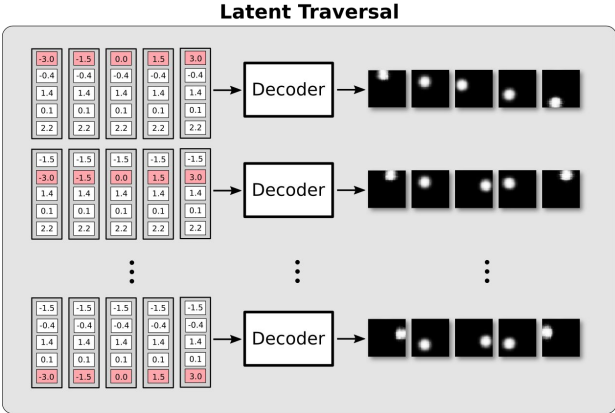 Latent Traversal
-3.0 -1.5 0.0 1.5 3.0
-0.4 -0.4 -0.4 -0.4 -0.4
1.4 1.4 1.4 1.4 1.4
0.1 0.1 0.1 0.1 0.1
2.2 2.2 2.2 2.2 2.2
Decoder
-1.5 -1.5 -1.5 -1.5 -1.5
-3.0 -1.5 0.0 1.5 3.0
1.4 1.4 1.4 1.4 1.4
0.1 0.1 0.1 0.1 0.1
2.2 2.2 2.2 2.2 2.2
Decoder
-1.5 -1.5 -1.5 -1.5 -1.5
-0.4 -0.4 -0.4 -0.4 -0.4
1.4 1.4 1.4 1.4 1.4
0.1 0.1 0.1 0.1 0.1
-3.0 -1.5 0.0 1.5 3.0
Decoder